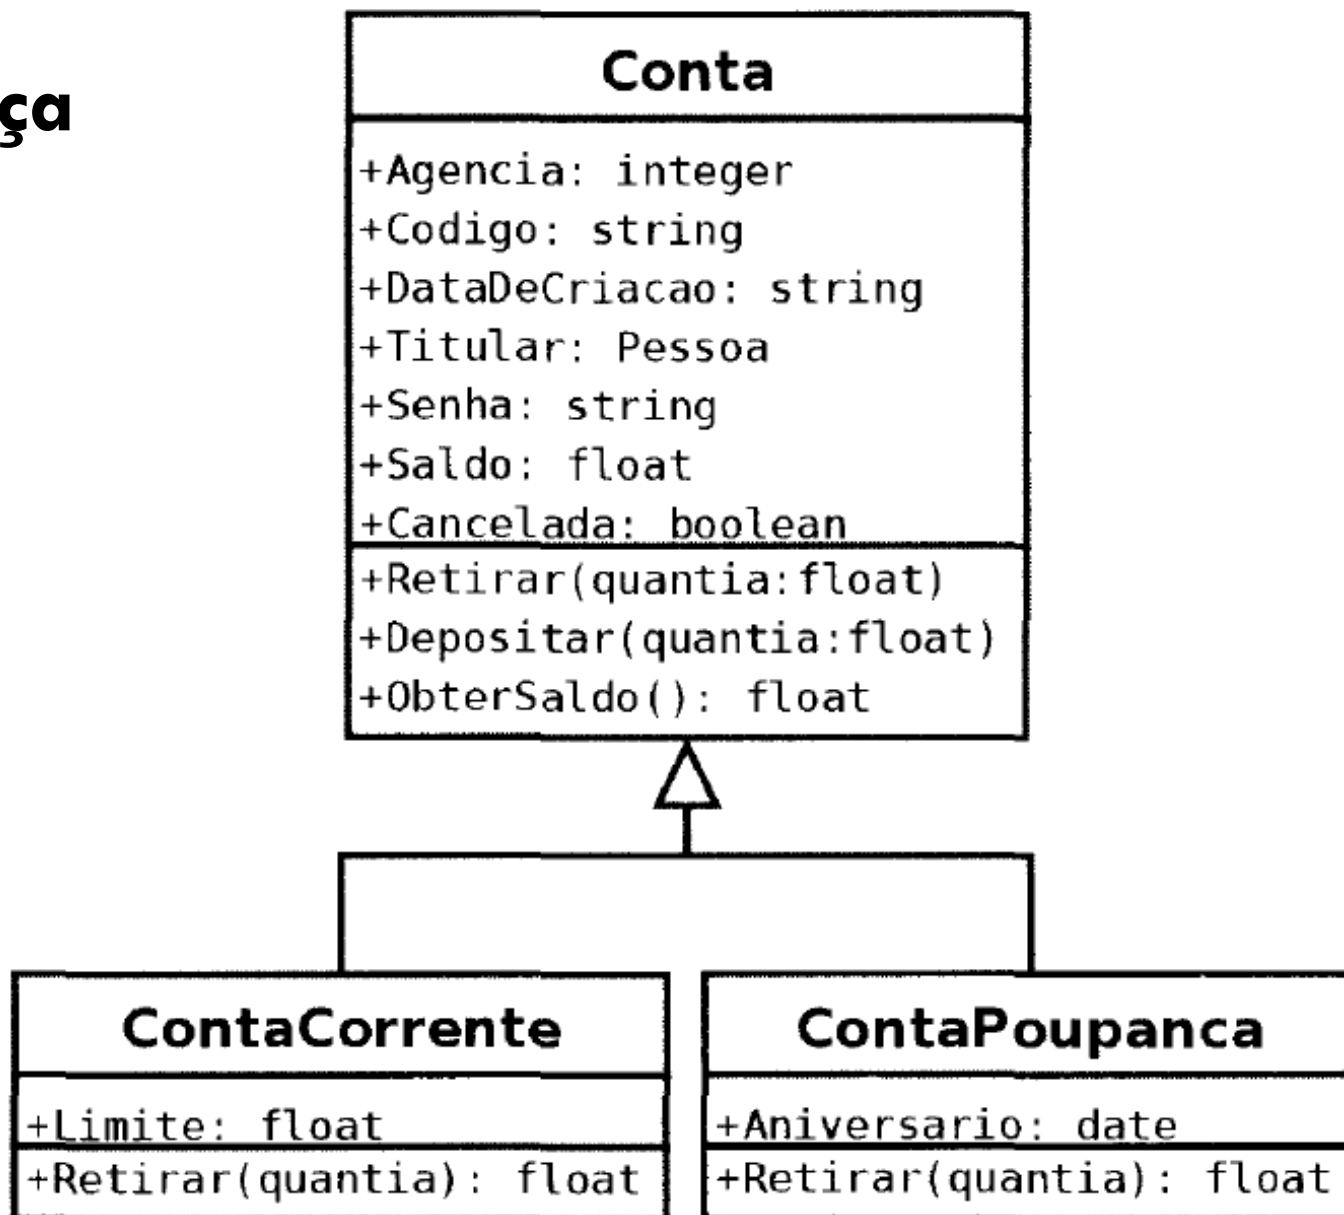 ça
Conta
+Agencia: integer
+Codigo: string
+DataDeCriacao: string
+Titular: Pessoa
+Senha: string
+Saldo: float
+Cancelada: boolean
+Retirar(quantia:float)
+Depositar(quantia:float)
+ObterSaldo(): float
ContaCorrente
+Limite: float
+Retirar(quantia): float
ContaPoupanca
+Aniversario: date
+Retirar(quantia): float